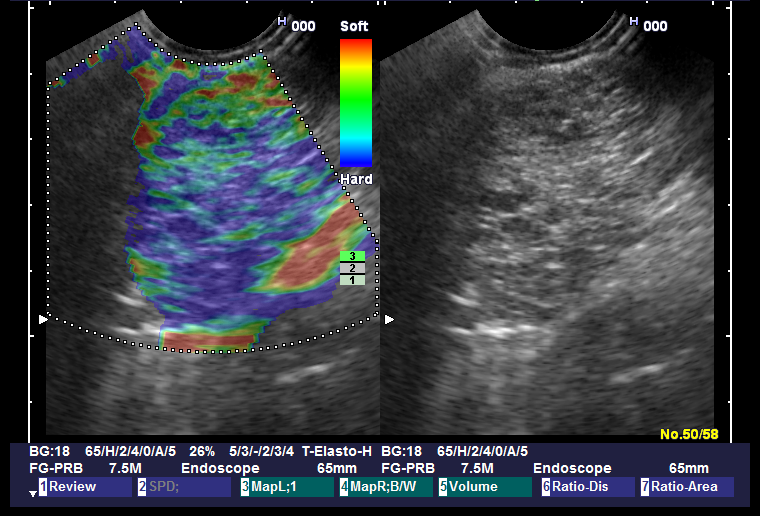 H 000 Soft H 000
Hard
3
2
1
No.50/58
BG:18 65/H/2/4/0/A/5 26% 5/3/-/2/3/4 T-Elasto-H BG:18 65/H/2/4/0/A/5
FG-PRB 7.5M Endoscope 65mm FG-PRB 7.5M Endoscope 65mm
1 Review 2 SPD; 3 MapL;1 4 MapR;B/W 5 Volume 6 Ratio-Dis 7 Ratio-Area